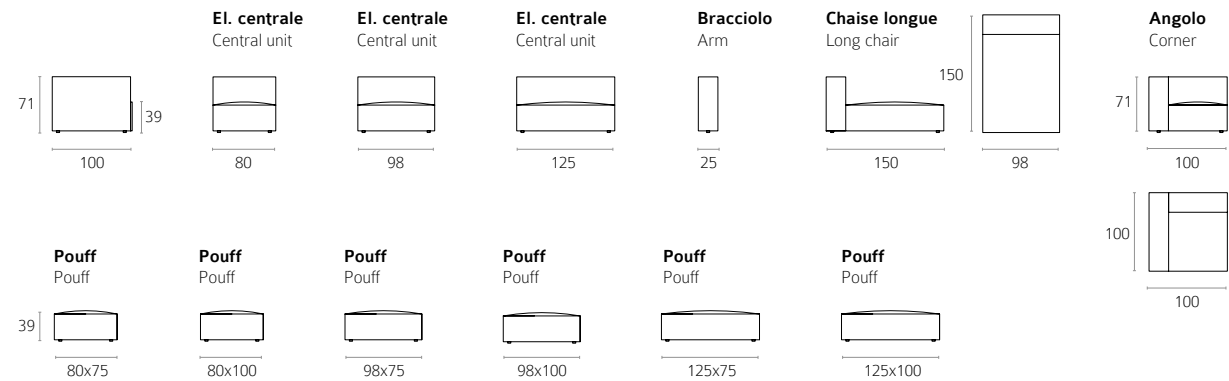 El. centrale
Central unit
El. centrale
Central unit
El. centrale
Central unit
Bracciolo
Arm
Chaise longue
Long chair
Angolo
Corner
71
39
100
80
98
125
25
150
150
98
71
100
100
100
Pouff
Pouff
Pouff
Pouff
Pouff
Pouff
Pouff
Pouff
Pouff
Pouff
Pouff
Pouff
39
80x75
80x100
98x75
98x100
125x75
125x100